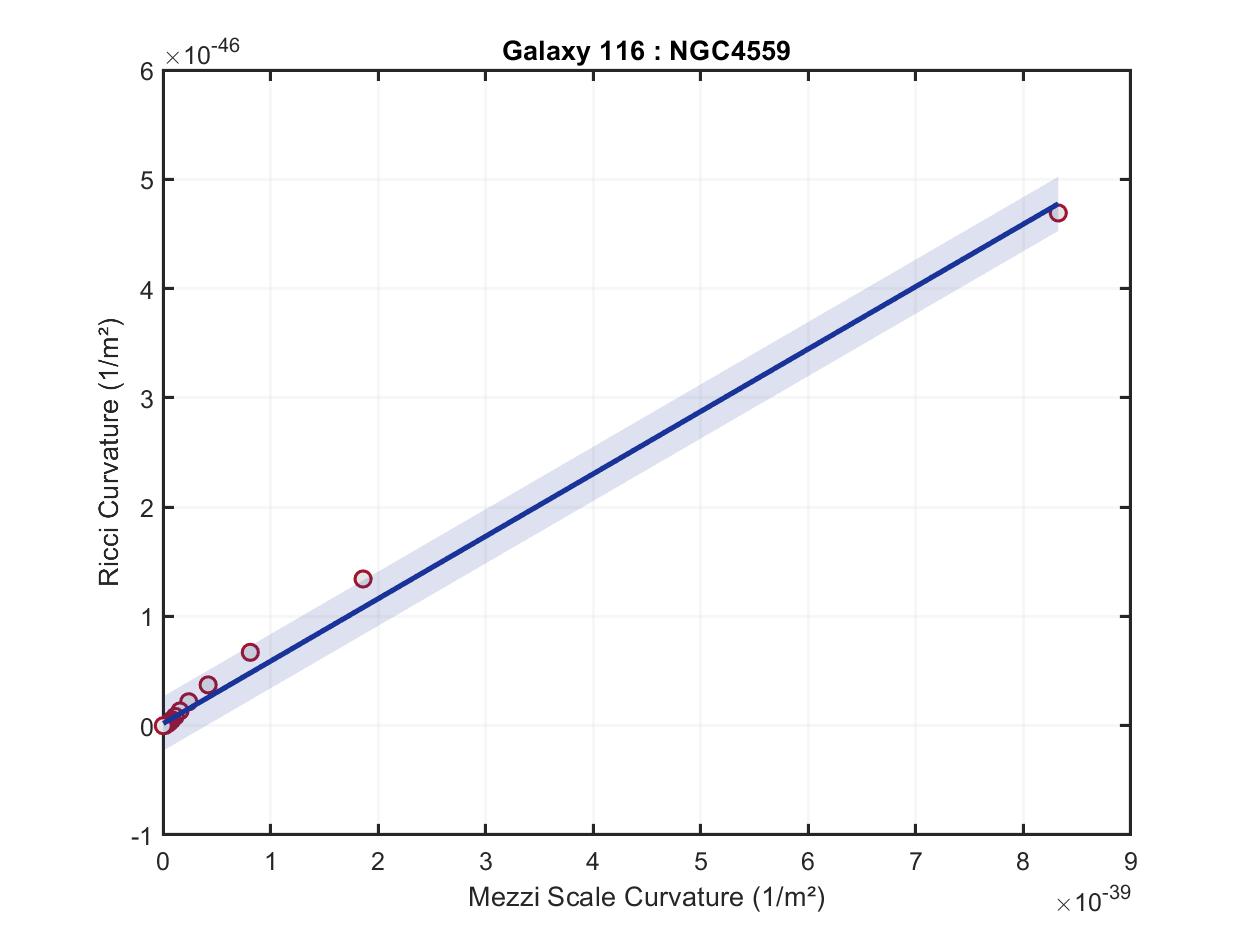 ×10-46
Galaxy 116 : NGC4559
6
5
4
3
2
1
0
-1
Ricci Curvature (1/m²)
0 1 2 3 4 5 6 7 8 9
Mezzi Scale Curvature (1/m²)
×10-39